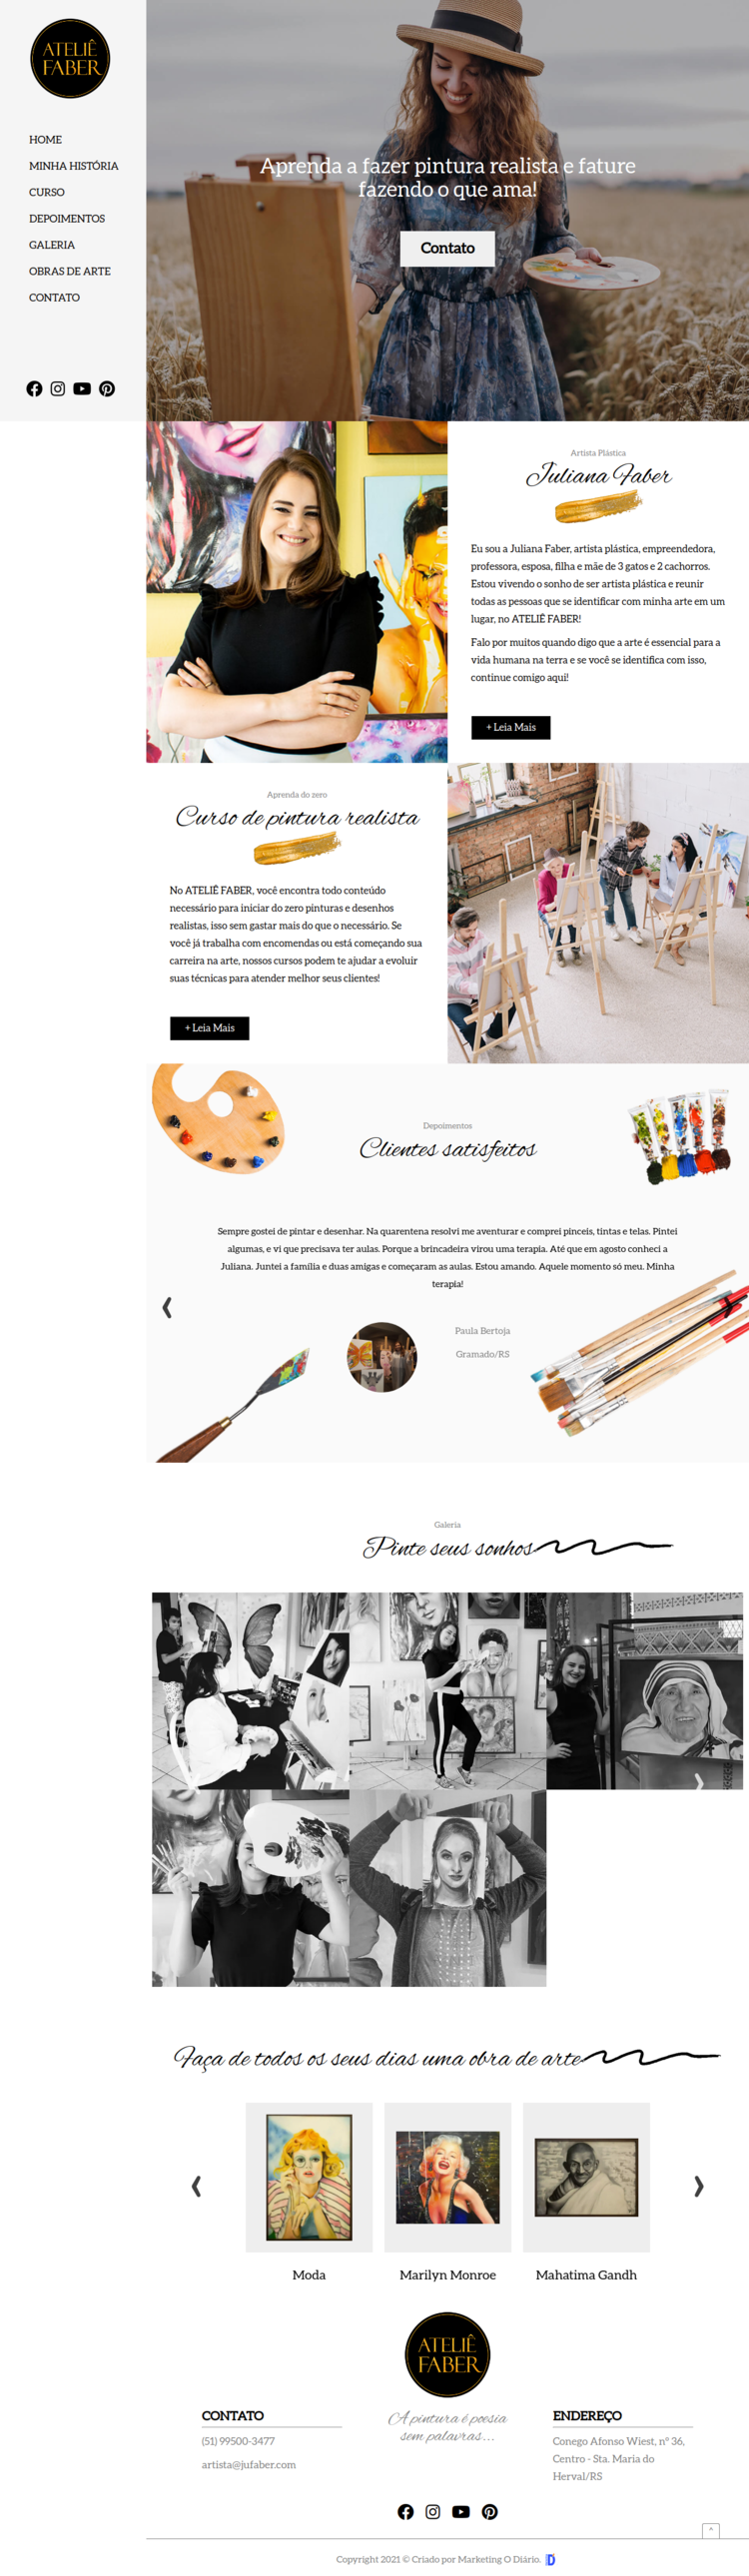 ATELIÊ
FABER
HOME
MINHA HISTÓRIA
CURSO
DEPOIMENTOS
GALERIA
OBRAS DE ARTE
CONTATO
Aprenda a fazer pintura realista e fature
fazendo o que ama!
Contato
Artista Plástica
Juliana Faber
Eu sou a Juliana Faber, artista plástica, empreendedora,
professora, esposa, filha e mãe de 3 gatos e 2 cachorros.
Estou vivendo o sonho de ser artista plástica e reunir
todas as pessoas que se identificar com minha arte em um
lugar, no ATELIÊ FABER!
Falo por muitos quando digo que a arte é essencial para a
vida humana na terra e se você se identifica com isso,
continue comigo aqui!
+ Leia Mais
Aprenda do zero
Curso de pintura realista
No ATELIÊ FABER, você encontra todo conteúdo
necessário para iniciar do zero pinturas e desenhos
realistas, isso sem gastar mais do que o necessário. Se
você já trabalha com encomendas ou está começando sua
carreira na arte, nossos cursos podem te ajudar a evoluir
suas técnicas para atender melhor seus clientes!
+ Leia Mais
Depoimentos
Clientes satisfeitos
Sempre gostei de pintar e desenhar. Na quarentena resolvi me aventurar e comprei pinceis, tintas e telas. Pintei
algumas, e vi que precisava ter aulas. Porque a brincadeira virou uma terapia. Até que em agosto conheci a
Juliana. Juntei a família e duas amigas e começaram as aulas. Estou amando. Aquele momento só meu. Minha
terapia!
Paula Bertoja
Gramado/RS
Galeria
Pinte seus sonhos
Faça de todos os seus dias uma obra de arte
Moda
Marilyn Monroe
Mahatima Gandh
ATELIÊ
FABER
A pintura é poesia
sem palavras...
CONTATO
(51) 99500-3477
artista@jufaber.com
ENDEREÇO
Conego Afonso Wiest, nº 36,
Centro - Sta. Maria do
Herval/RS
Copyright 2021 © Criado por Marketing O Diário.